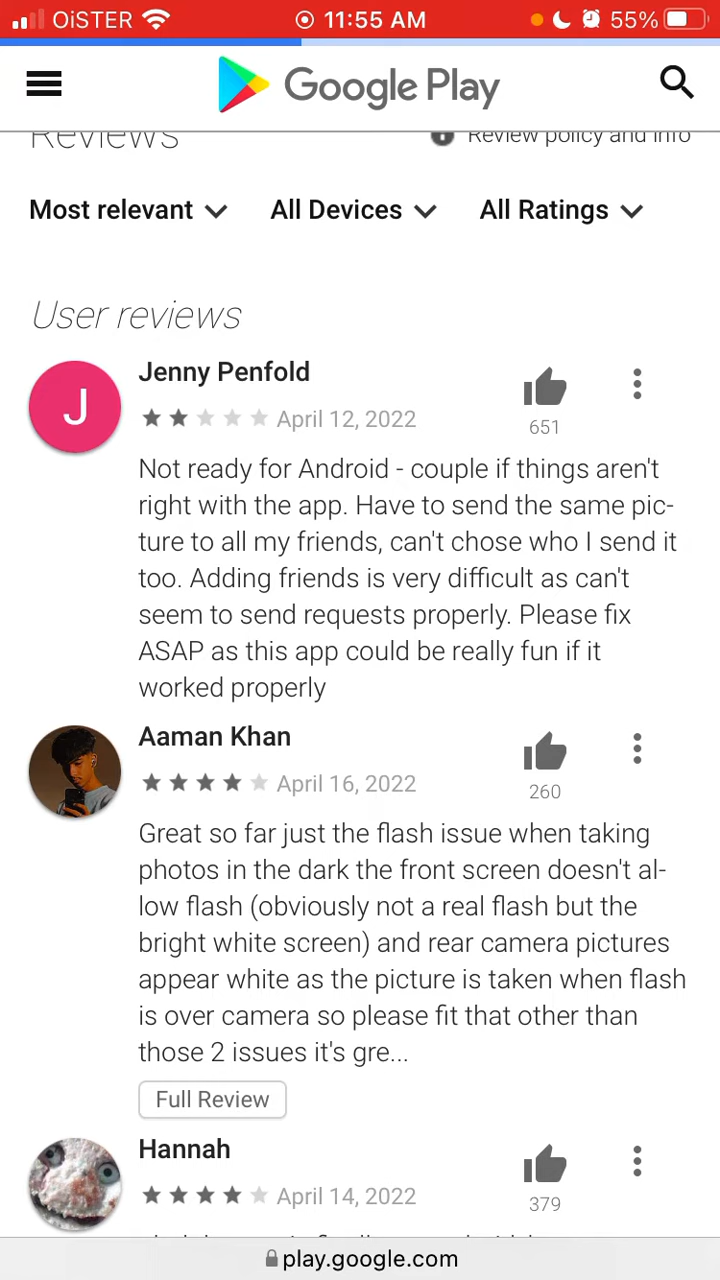 OiSTER 11:55 AM 55%
Google Play
Reviews Review policy and info
Most relevant All Devices All Ratings
User reviews
J
Jenny Penfold
April 12, 2022
651
Not ready for Android - couple if things aren't
right with the app. Have to send the same pic-
ture to all my friends, can't chose who I send it
too. Adding friends is very difficult as can't
seem to send requests properly. Please fix
ASAP as this app could be really fun if it
worked properly
Aaman Khan
April 16, 2022
260
Great so far just the flash issue when taking
photos in the dark the front screen doesn't al-
low flash (obviously not a real flash but the
bright white screen) and rear camera pictures
appear white as the picture is taken when flash
is over camera so please fit that other than
those 2 issues it's gre...
Full Review
Hannah
April 14, 2022
379
play.google.com